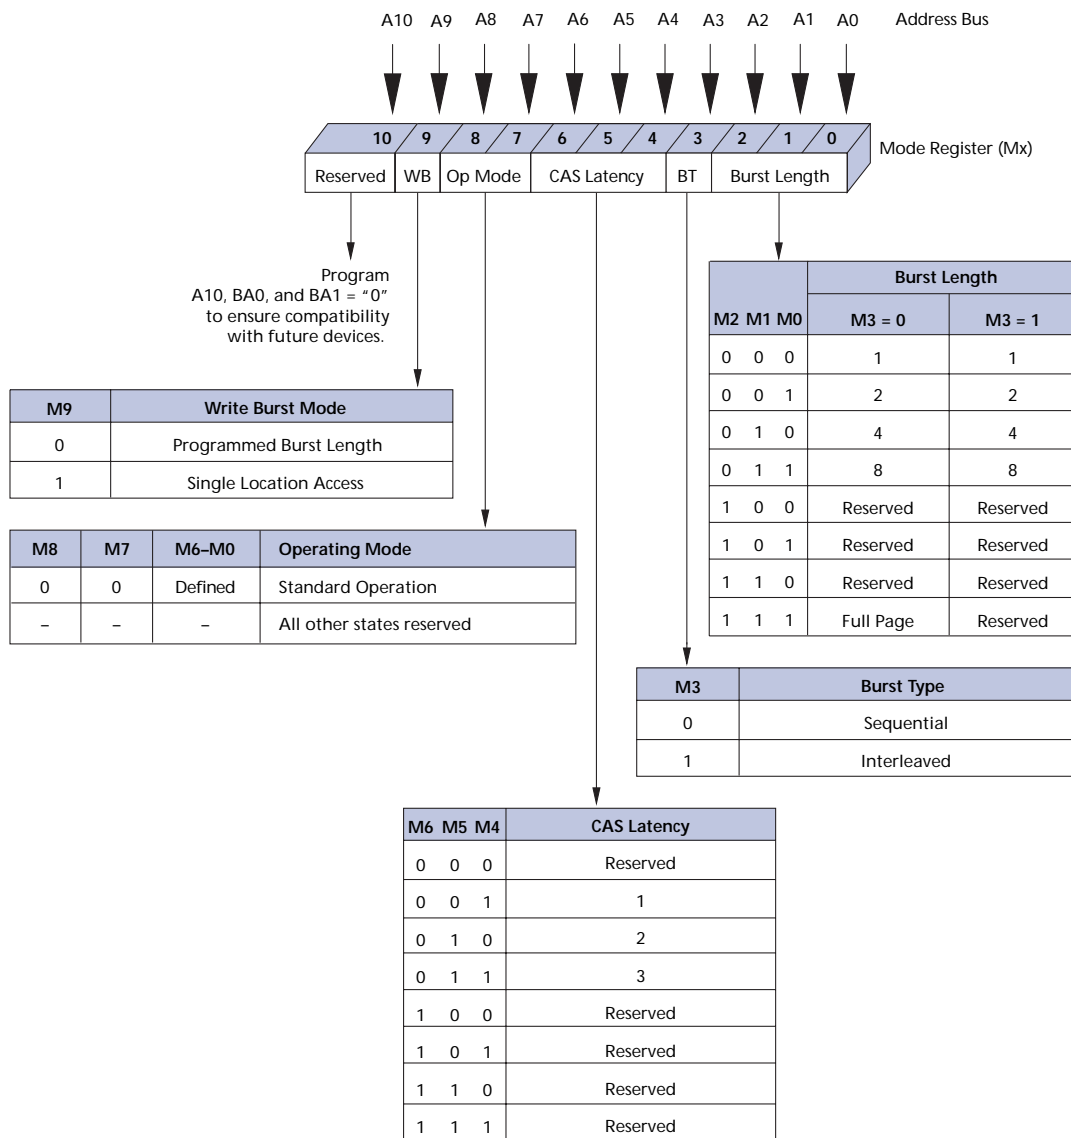 A10 A9 A8 A7 A6 A5 A4 A3 A2 A1 A0 Address Bus
10 9 8 7 6 5 4 3 2 1 0
Mode Register (Mx)
Reserved WB Op Mode CAS Latency BT Burst Length
Program
A10, BA0, and BA1 = “0”
to ensure compatibility
with future devices.
Burst Length
M2 M1 M0 M3 = 0 M3 = 1
0 0 0 1 1
0 0 1 2 2
0 1 0 4 4
0 1 1 8 8
1 0 0 Reserved Reserved
1 0 1 Reserved Reserved
1 1 0 Reserved Reserved
1 1 1 Full Page Reserved
M9 Write Burst Mode
0 Programmed Burst Length
1 Single Location Access
M8 M7 M6–M0 Operating Mode
0 0 Defined Standard Operation
– – – All other states reserved
M3 Burst Type
0 Sequential
1 Interleaved
M6 M5 M4 CAS Latency
0 0 0 Reserved
0 0 1 1
0 1 0 2
0 1 1 3
1 0 0 Reserved
1 0 1 Reserved
1 1 0 Reserved
1 1 1 Reserved